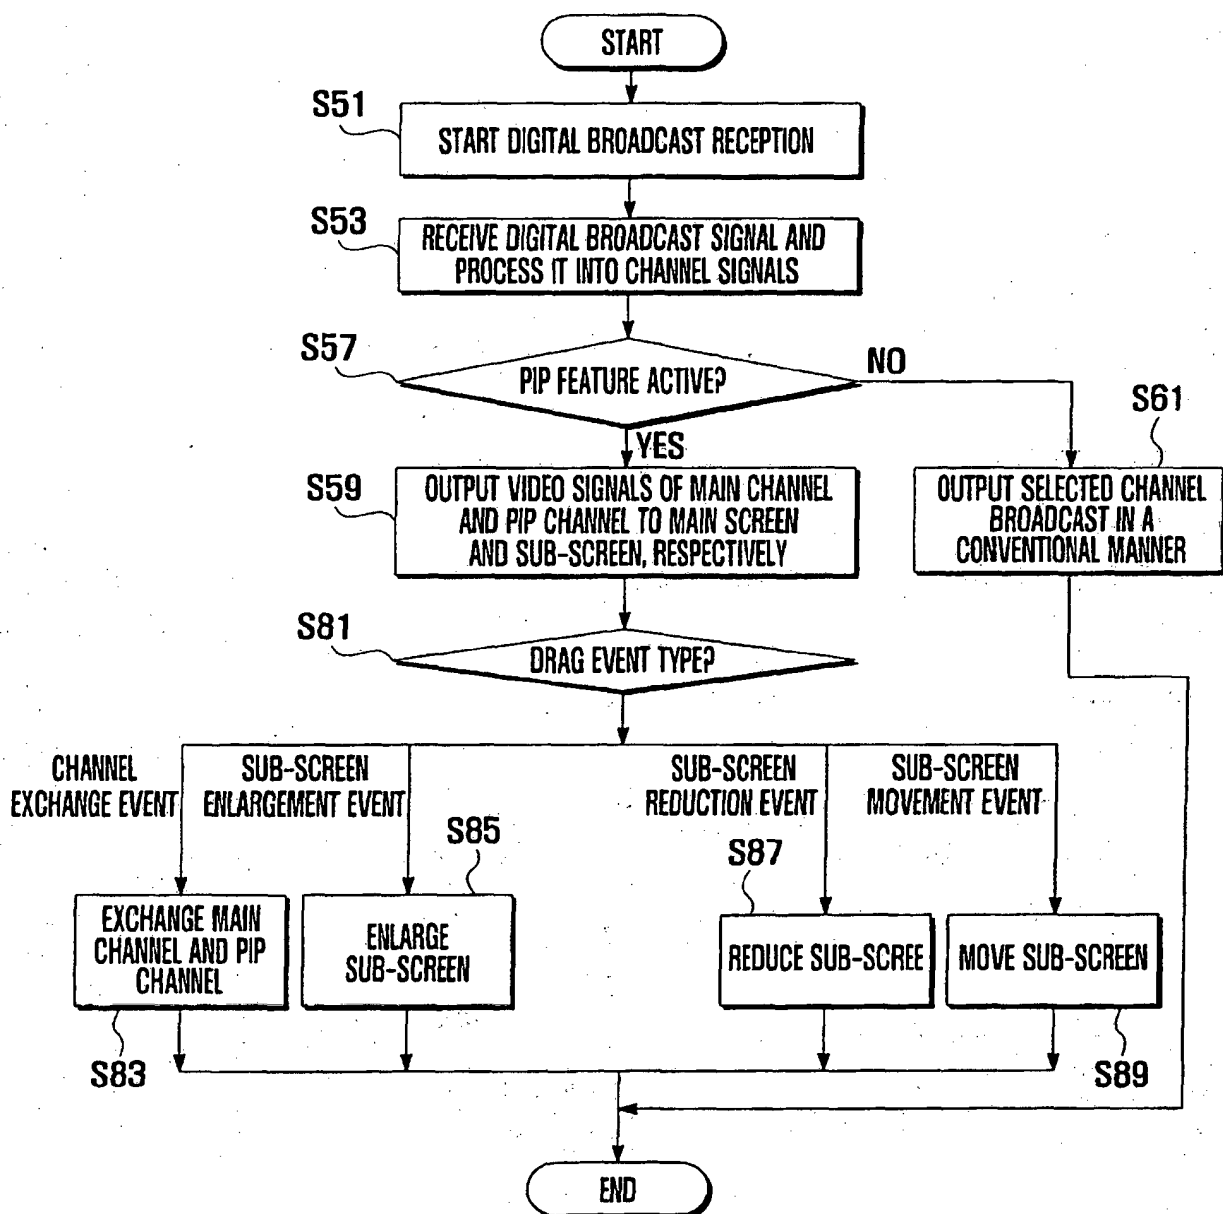 START
S51
START DIGITAL BROADCAST RECEPTION
S53
RECEIVE DIGITAL BROADCAST SIGNAL AND
PROCESS IT INTO CHANNEL SIGNALS
S57
PIP FEATURE ACTIVE?
NO
YES
S61
S59
OUTPUT VIDEO SIGNALS OF MAIN CHANNEL
AND PIP CHANNEL TO MAIN SCREEN
AND SUB-SCREEN, RESPECTIVELY
OUTPUT SELECTED CHANNEL
BROADCAST IN A
CONVENTIONAL MANNER
S81
DRAG EVENT TYPE?
CHANNEL
EXCHANGE EVENT
SUB-SCREEN
ENLARGEMENT EVENT
SUB-SCREEN
REDUCTION EVENT
SUB-SCREEN
MOVEMENT EVENT
S85
S87
EXCHANGE MAIN
CHANNEL AND PIP
CHANNEL
ENLARGE
SUB-SCREEN
REDUCE SUB-SCREE
MOVE SUB-SCREEN
S83
S89
END